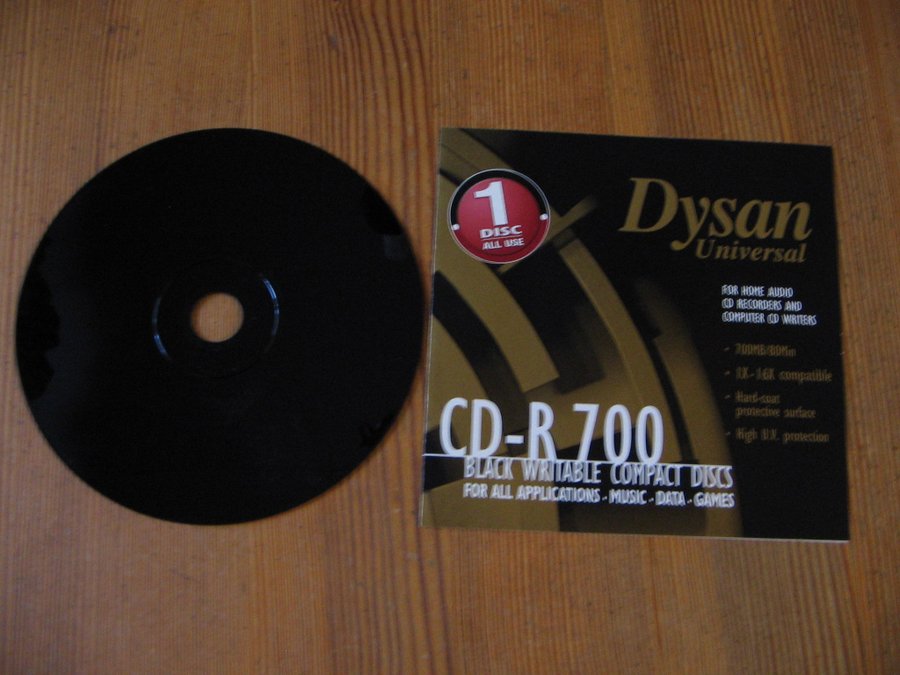 1
DISC
ALL USE
Dysan
Universal
FOR HOME AUDIO
CD RECORDERS AND
COMPUTER CD WRITERS
- 700MB/80Min
- 1X-16X compatible
- Hard-coat
protective surface
- High U.V. protection
CD-R 700
BLACK WRITABLE COMPACT DISCS
FOR ALL APPLICATIONS - MUSIC - DATA - GAMES